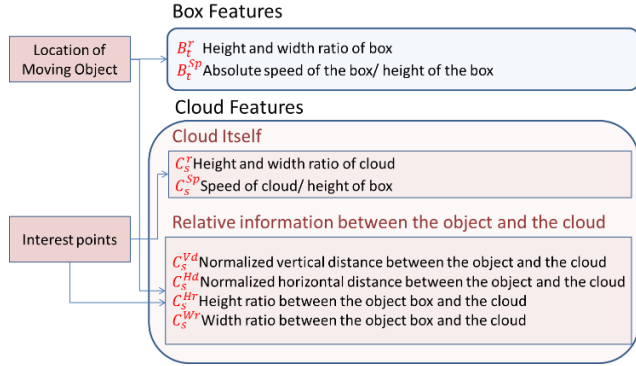 Box Features
Location of
Moving Object
B_t^r Height and width ratio of box
B_t^{Sp}Absolute speed of the box/ height of the box
Cloud Features
Cloud Itself
C_s^rHeight and width ratio of cloud
C_s^{Sp}Speed of cloud/ height of box
Interest points
Relative information between the object and the cloud
C_s^{Vd}Normalized vertical distance between the object and the cloud
C_s^{Hd}Normalized horizontal distance between the object and the cloud
C_s^{Hr}Height ratio between the object box and the cloud
C_s^{Wr}Width ratio between the object box and the cloud